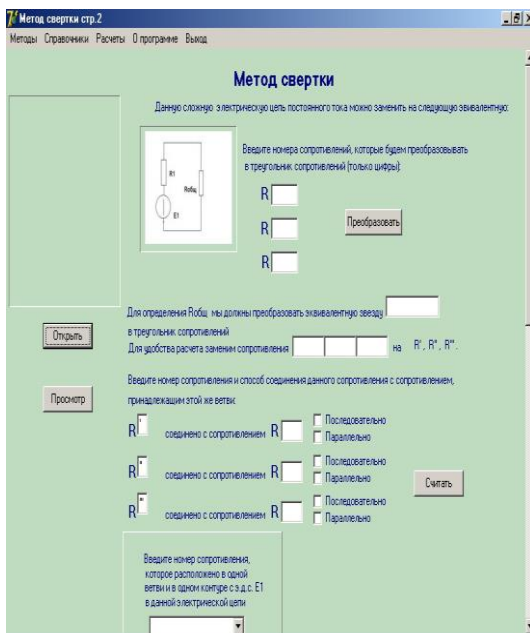 Метод свертки стр.2
Методы Справочники Расчеты О программе Выход
Метод свертки
Данную сложную электрическую цепь постоянного тока можно заменить на следующую эквивалентную:
R1
Rобщ
E1
Введите номера сопротивлений, которые будем преобразовывать
в треугольник сопротивлений (только цифры):
R
R
R
Преобразовать
Для определения Rобщ мы должны преобразовать эквивалентную звезду
в треугольник сопротивлений
Для удобства расчета заменим сопротивления на R', R'', R'''.
Открыть
Просмотр
Введите номер сопротивления и способ соединения данного сопротивления с сопротивлением,
принадлежащим этой же ветви:
R ' соединено с сопротивлением R Последовательно
Параллельно
R '' соединено с сопротивлением R Последовательно
Параллельно
R ''' соединено с сопротивлением R Последовательно
Параллельно
Считать
Введите номер сопротивления,
которое расположено в одной
ветви и в одном контуре с э.д.с. E1
в данной электрической цепи